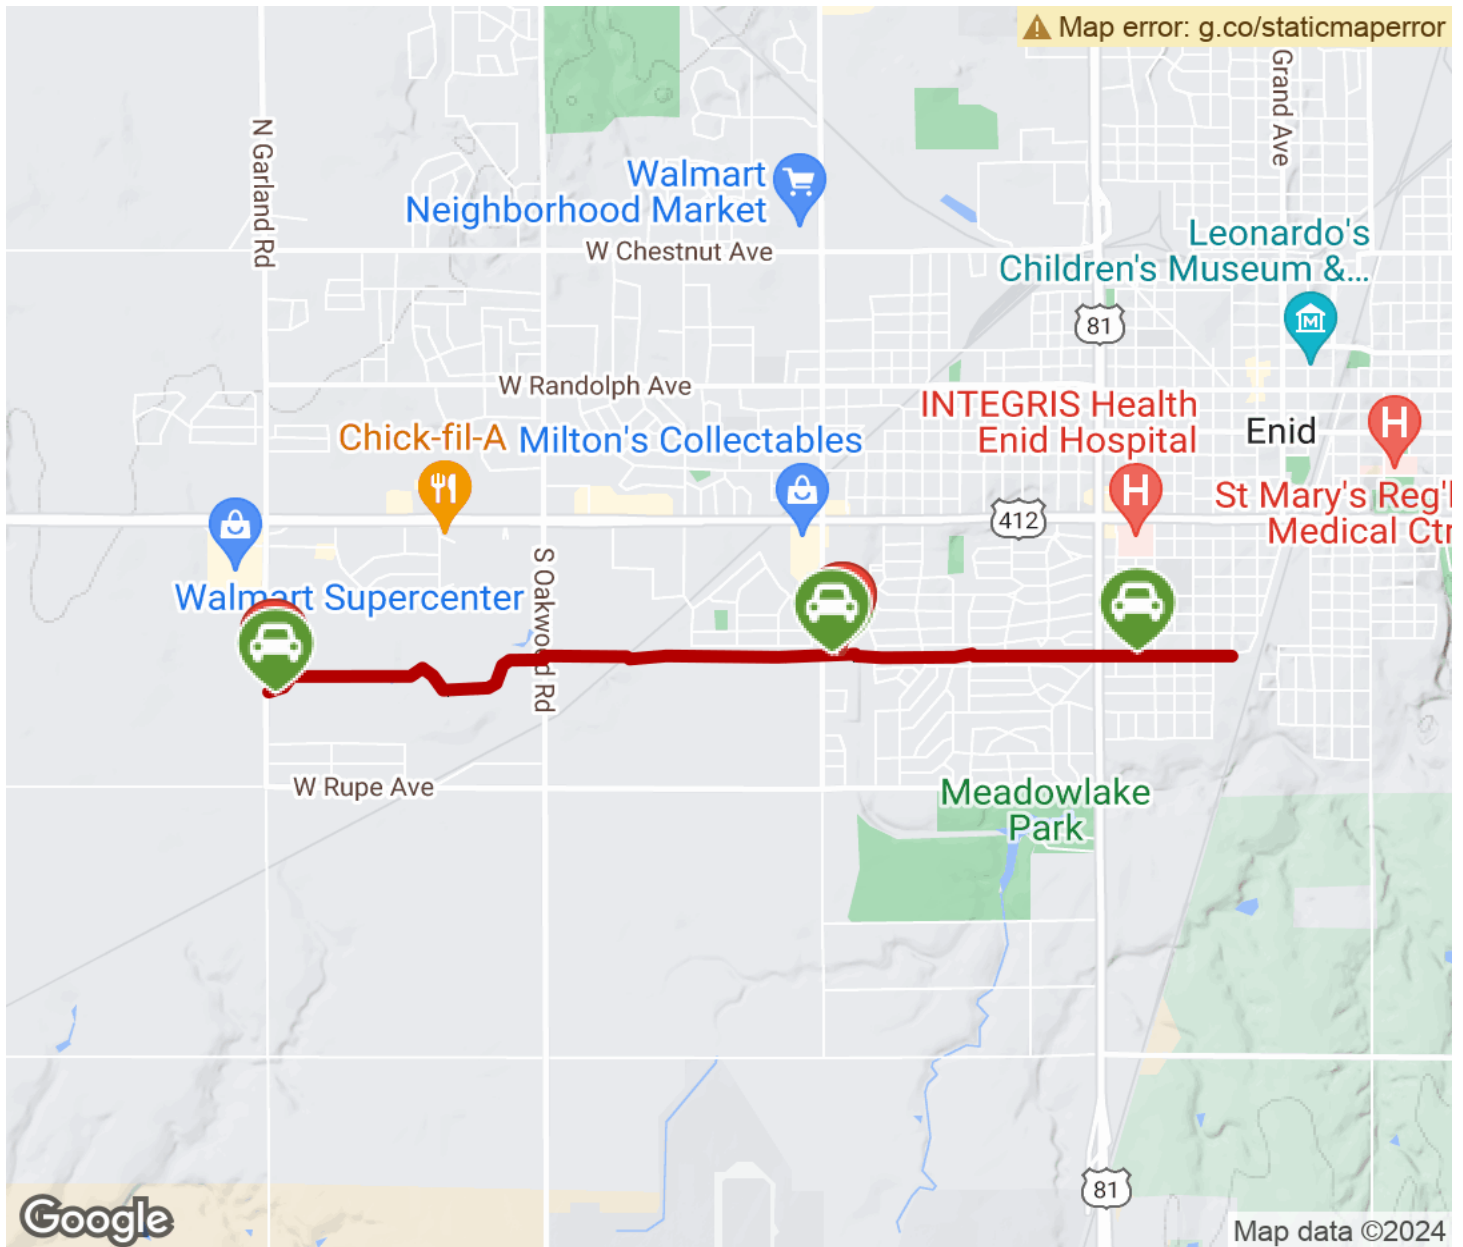 Map error: g.co/staticmaperror
Grand Ave
N Garland Rd
Walmart
Neighborhood Market
W Chestnut Ave
Leonardo's
Children's Museum &...
81
W Randolph Ave
INTEGRIS Health
Enid Hospital
Chick-fil-A
Milton's Collectables
Enid
H
H
St Mary's Reg'l
Medical Ctr
412
S Oakwood Rd
Walmart Supercenter
W Rupe Ave
Meadowlake
Park
81
Google
Map data ©2024